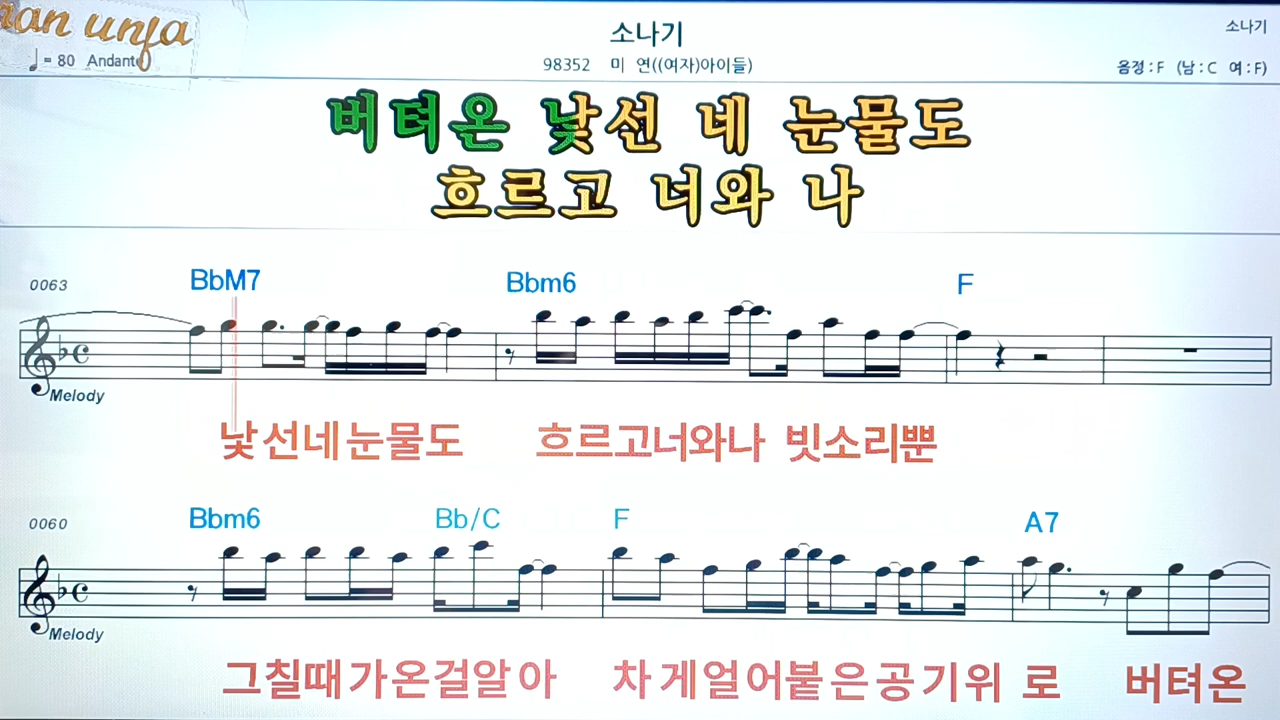 소나기
소나기
♩= 80 Andante
98352 미 연((여자)아이들)
음정:F (남:C 여:F)
버텨온 낯선 네 눈물도
흐르고 너와 나
0063
BbM7 Bbm6 F
Melody
낯선네눈물도 흐르고너와나 빗소리뿐
0060
Bbm6 Bb/C F A7
Melody
그칠때가온걸알아 차게얼어붙은공기위로 버텨온